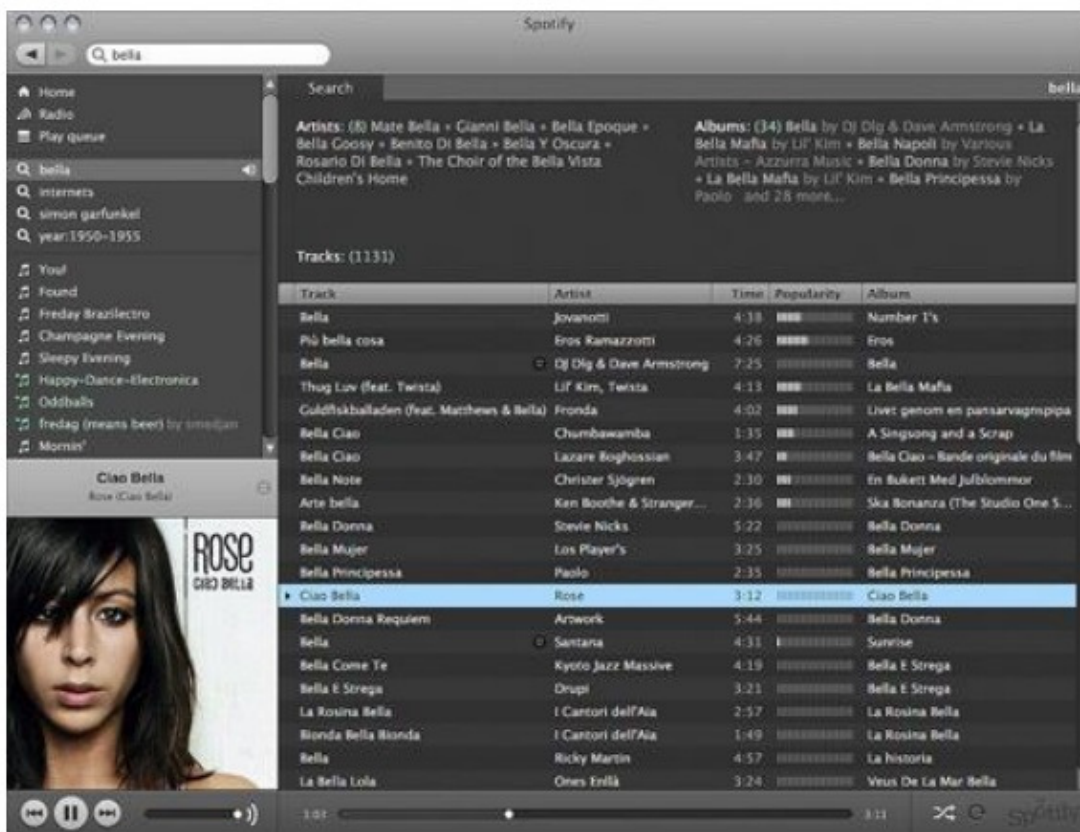 Spotify
bella
Home
Radio
Play queue
bella
internets
simon garfunkel
year:1950-1955
You!
Found
Freday Brazilectro
Champagne Evening
Sleepy Evening
Happy-Dance-Electronica
Oddballs
fredag (means beer) by omedjan
Mornin'
Ciao Bella
Rose (Ciao Bella)
ROSE
CIAO BELLA
Search
bella
Artists: (8) Mate Bella • Gianni Bella • Bella Epoque •
Bella Goosy • Benito Di Bella • Bella Y Oscura •
Rosario Di Bella • The Choir of the Bella Vista
Children's Home
Albums: (34) Bella by DJ Dlg & Dave Armstrong • La
Bella Mafia by Lil' Kim • Bella Napoli by Various
Artists - Azzurra Music • Bella Donna by Stevie Nicks
• La Bella Mafia by Lil' Kim • Bella Principessa by
Paolo and 28 more...
Tracks: (1131)
Track Artist Time Popularity Album
Bella Jovanotti 4:38 Number 1's
Più bella cosa Eros Ramazzotti 4:26 Eros
Bella DJ Dlg & Dave Armstrong 7:25 Bella
Thug Luv (feat. Twista) Lil' Kim, Twista 4:13 La Bella Mafia
Guldfiskballaden (feat. Matthews & Bella) Fronda 4:02 Livet genom en pansarvagnspipa
Bella Ciao Chumbawamba 1:35 A Singsong and a Scrap
Bella Ciao Lazare Boghossian 3:47 Bella Ciao - Bande originale du film
Bella Note Christer Sjögren 2:30 En Bukett Med Julblommor
Arte bella Ken Boothe & Stranger... 2:36 Ska Bonanza (The Studio One S...
Bella Donna Stevie Nicks 5:22 Bella Donna
Bella Mujer Los Player's 3:25 Bella Mujer
Bella Principessa Paolo 2:35 Bella Principessa
Ciao Bella Rose 3:12 Ciao Bella
Bella Donna Requiem Artwork 5:44 Bella Donna
Bella Santana 4:31 Sunrise
Bella Come Te Kyoto Jazz Massive 4:19 Bella E Strega
Bella E Strega Drupi 3:21 Bella E Strega
La Rosina Bella I Cantori dell'Aia 2:57 La Rosina Bella
Bionda Bella Bionda I Cantori dell'Aia 1:49 La Rosina Bella
Bella Ricky Martin 4:57 La historia
La Bella Lola Ones Enllà 3:24 Veus De La Mar Bella
1:03 3:11
Spotify